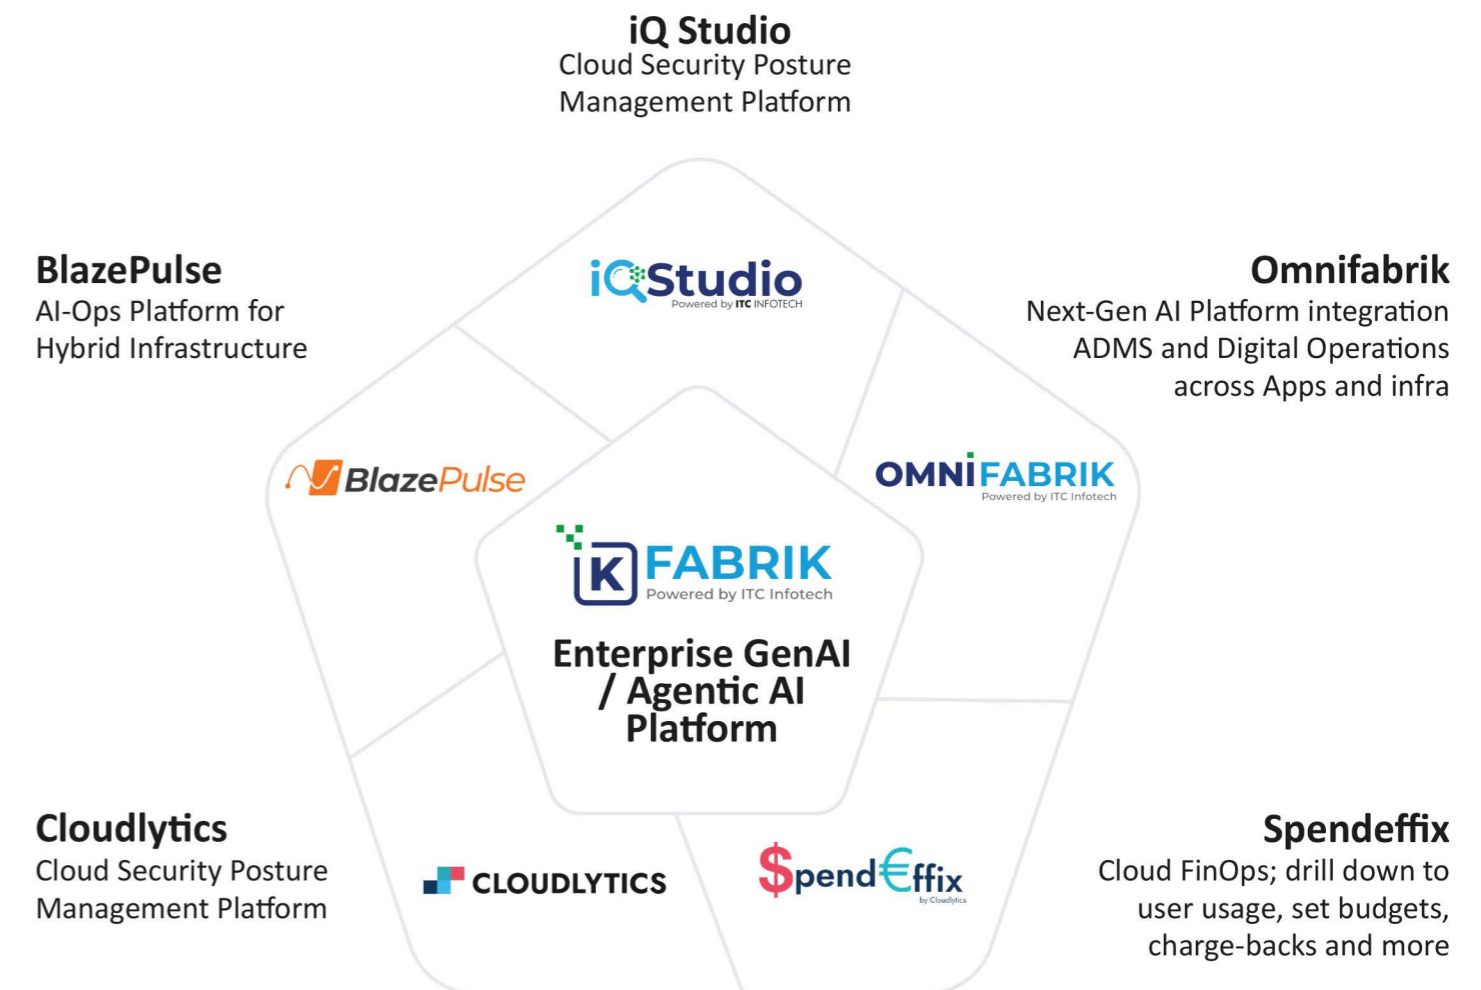 iQ Studio
Cloud Security Posture
Management Platform
BlazePulse
AI-Ops Platform for
Hybrid Infrastructure
Omnifabrik
Next-Gen AI Platform integration
ADMS and Digital Operations
across Apps and infra
iQStudio
Powered by ITC INFOTECH
BlazePulse
OMNiFABRIK
Powered by ITC Infotech
iK FABRIK
Powered by ITC Infotech
Enterprise GenAI
/ Agentic AI
Platform
Cloudlytics
Cloud Security Posture
Management Platform
CLOUDLYTICS
$pend€ffix
by Cloudlytics
Spendeffix
Cloud FinOps; drill down to
user usage, set budgets,
charge-backs and more